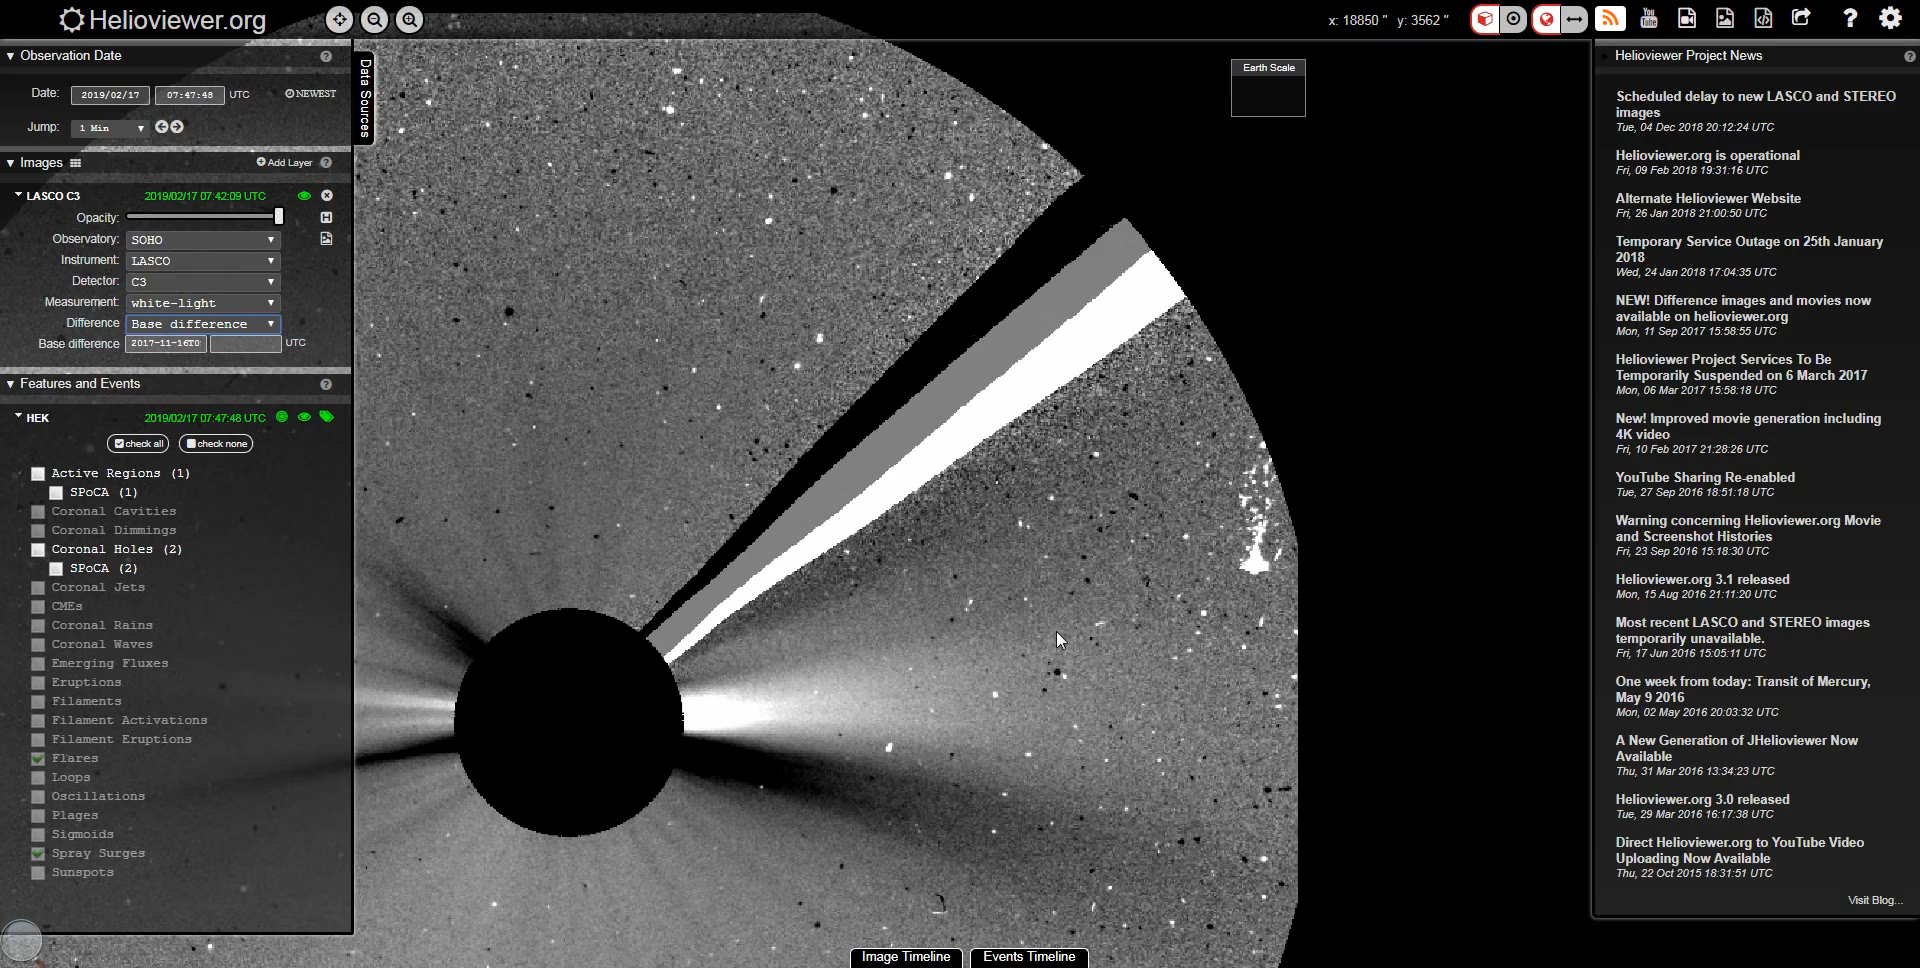 Helioviewer.org
x: 18850 " y: 3562 "
You Tube
Observation Date
Date: 2019/02/17 07:47:48 UTC NEWEST
Jump: 1 Min
Images
Add Layer
LASCO C3 2019/02/17 07:42:09 UTC
Opacity:
Observatory: SOHO
Instrument: LASCO
Detector: C3
Measurement: white-light
Difference Base difference
Base difference 2017-11-16T0 UTC
Features and Events
HEK 2019/02/17 07:47:48 UTC
check all check none
Active Regions (1)
SPoCA (1)
Coronal Cavities
Coronal Dimmings
Coronal Holes (2)
SPoCA (2)
Coronal Jets
CMEs
Coronal Rains
Coronal Waves
Emerging Fluxes
Eruptions
Filaments
Filament Activations
Filament Eruptions
Flares
Loops
Oscillations
Plages
Sigmoids
Spray Surges
Sunspots
Data Sources
Earth Scale
Image Timeline
Events Timeline
Helioviewer Project News
Scheduled delay to new LASCO and STEREO
images
Tue, 04 Dec 2018 20:12:24 UTC
Helioviewer.org is operational
Fri, 09 Feb 2018 19:31:16 UTC
Alternate Helioviewer Website
Fri, 26 Jan 2018 21:00:50 UTC
Temporary Service Outage on 25th January
2018
Wed, 24 Jan 2018 17:04:35 UTC
NEW! Difference images and movies now
available on helioviewer.org
Mon, 11 Sep 2017 15:58:55 UTC
Helioviewer Project Services To Be
Temporarily Suspended on 6 March 2017
Mon, 06 Mar 2017 15:58:18 UTC
New! Improved movie generation including
4K video
Fri, 10 Feb 2017 21:28:26 UTC
YouTube Sharing Re-enabled
Tue, 27 Sep 2016 18:51:18 UTC
Warning concerning Helioviewer.org Movie
and Screenshot Histories
Fri, 23 Sep 2016 15:18:30 UTC
Helioviewer.org 3.1 released
Mon, 15 Aug 2016 21:11:20 UTC
Most recent LASCO and STEREO images
temporarily unavailable.
Fri, 17 Jun 2016 15:05:11 UTC
One week from today: Transit of Mercury,
May 9 2016
Mon, 02 May 2016 20:03:32 UTC
A New Generation of JHelioviewer Now
Available
Thu, 31 Mar 2016 13:34:23 UTC
Helioviewer.org 3.0 released
Tue, 29 Mar 2016 16:17:38 UTC
Direct Helioviewer.org to YouTube Video
Uploading Now Available
Thu, 22 Oct 2015 18:31:51 UTC
Visit Blog...